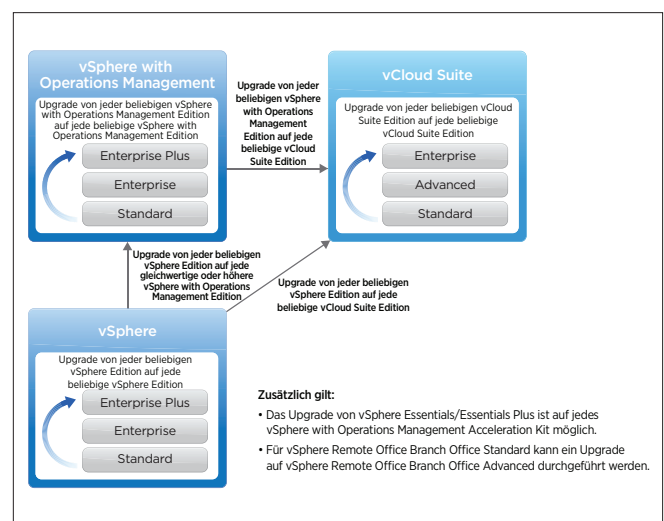 vSphere with
Operations Management
Upgrade von jeder beliebigen vSphere
with Operations Management Edition
auf jede beliebige vSphere with
Operations Management Edition
Enterprise Plus
Enterprise
Standard
Upgrade von jeder
beliebigen vSphere
with Operations
Management
Edition auf jede
beliebige vCloud
Suite Edition
vCloud Suite
Upgrade von jeder beliebigen vCloud
Suite Edition auf jede beliebige
vCloud Suite Edition
Enterprise
Advanced
Standard
Upgrade von jeder beliebigen
vSphere Edition auf jede
gleichwertige oder höhere
vSphere with Operations
Management Edition
Upgrade von jeder beliebigen
vSphere Edition auf jede
beliebige vCloud Suite Edition
vSphere
Upgrade von jeder beliebigen
vSphere Edition auf jede
beliebige vSphere Edition
Enterprise Plus
Enterprise
Standard
Zusätzlich gilt:
• Das Upgrade von vSphere Essentials/Essentials Plus ist auf jedes
vSphere with Operations Management Acceleration Kit möglich.
• Für vSphere Remote Office Branch Office Standard kann ein Upgrade
auf vSphere Remote Office Branch Office Advanced durchgeführt werden.